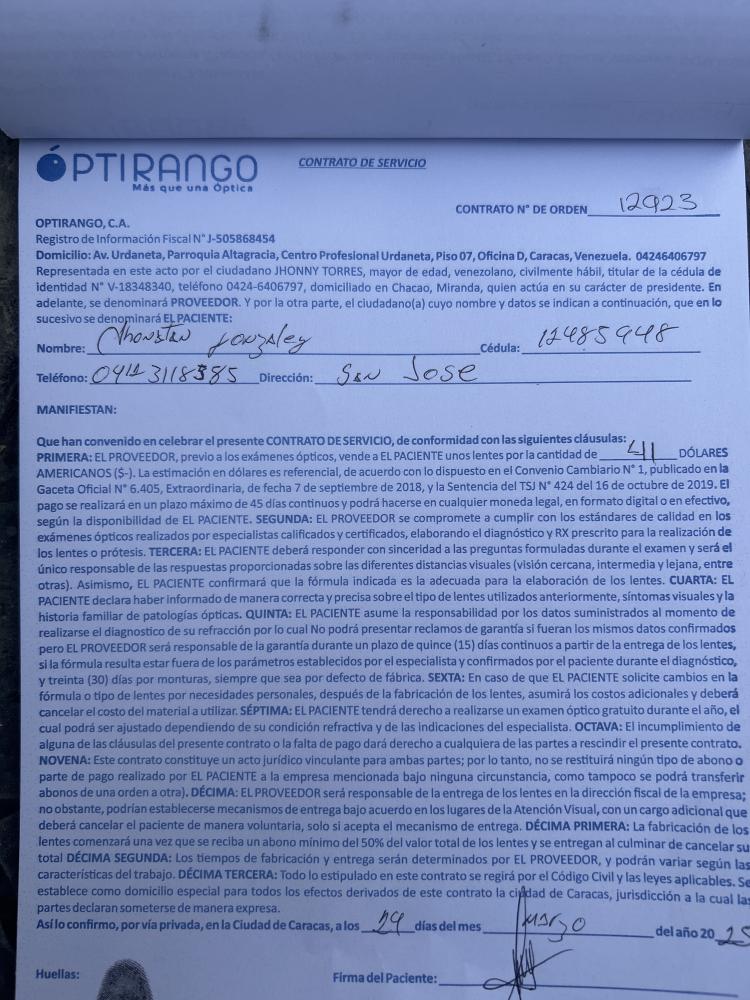 ÓPTIRANGO
Más que una Óptica
CONTRATO DE SERVICIO
CONTRATO N° DE ORDEN 12923
OPTIRANGO, C.A.
Registro de Información Fiscal N° J-505868454
Domicilio: Av. Urdaneta, Parroquia Altagracia, Centro Profesional Urdaneta, Piso 07, Oficina D, Caracas, Venezuela. 04246406797
Representada en este acto por el ciudadano JHONNY TORRES, mayor de edad, venezolano, civilmente hábil, titular de la cédula de
identidad N° V-18348340, teléfono 0424-6406797, domiciliado en Chacao, Miranda, quien actúa en su carácter de presidente. En
adelante, se denominará PROVEEDOR. Y por la otra parte, el ciudadano(a) cuyo nombre y datos se indican a continuación, que en lo
sucesivo se denominará EL PACIENTE:
Nombre: Cédula: 12485948
Teléfono: Dirección: San Jose
MANIFIESTAN:
Que han convenido en celebrar el presente CONTRATO DE SERVICIO, de conformidad con las siguientes cláusulas:
PRIMERA: EL PROVEEDOR, previo a los exámenes ópticos, vende a EL PACIENTE unos lentes por la cantidad de 41 DÓLARES
AMERICANOS ($-). La estimación en dólares es referencial, de acuerdo con lo dispuesto en el Convenio Cambiario N° 1, publicado en la
Gaceta Oficial N° 6.405, Extraordinaria, de fecha 7 de septiembre de 2018, y la Sentencia del TSJ N° 424 del 16 de octubre de 2019. El
pago se realizará en un plazo máximo de 45 días continuos y podrá hacerse en cualquier moneda legal, en formato digital o en efectivo,
según la disponibilidad de EL PACIENTE. SEGUNDA: EL PROVEEDOR se compromete a cumplir con los estándares de calidad en los
exámenes ópticos realizados por especialistas calificados y certificados, elaborando el diagnóstico y RX prescrito para la realización de
los lentes o prótesis. TERCERA: EL PACIENTE deberá responder con sinceridad a las preguntas formuladas durante el examen y será el
único responsable de las respuestas proporcionadas sobre las diferentes distancias visuales (visión cercana, intermedia y lejana, entre
otras). Asimismo, EL PACIENTE confirmará que la fórmula indicada es la adecuada para la elaboración de los lentes. CUARTA: EL
PACIENTE declara haber informado de manera correcta y precisa sobre el tipo de lentes utilizados anteriormente, síntomas visuales y la
historia familiar de patologías ópticas. QUINTA: EL PACIENTE asume la responsabilidad por los datos suministrados al momento de
realizarse el diagnostico de su refracción por lo cual No podrá presentar reclamos de garantía si fueran los mismos datos confirmados
pero EL PROVEEDOR será responsable de la garantía durante un plazo de quince (15) días continuos a partir de la entrega de los lentes,
si la fórmula resulta estar fuera de los parámetros establecidos por el especialista y confirmados por el paciente durante el diagnóstico,
y treinta (30) días por monturas, siempre que sea por defecto de fábrica. SEXTA: En caso de que EL PACIENTE solicite cambios en la
fórmula o tipo de lentes por necesidades personales, después de la fabricación de los lentes, asumirá los costos adicionales y deberá
cancelar el costo del material a utilizar. SÉPTIMA: EL PACIENTE tendrá derecho a realizarse un examen óptico gratuito durante el año, el
cual podrá ser ajustado dependiendo de su condición refractiva y de las indicaciones del especialista. OCTAVA: El incumplimiento de
alguna de las cláusulas del presente contrato o la falta de pago dará derecho a cualquiera de las partes a rescindir el presente contrato.
NOVENA: Este contrato constituye un acto jurídico vinculante para ambas partes; por lo tanto, no se restituirá ningún tipo de abono o
parte de pago realizado por EL PACIENTE a la empresa mencionada bajo ninguna circunstancia, como tampoco se podrá transferir
abonos de una orden a otra). DÉCIMA: EL PROVEEDOR será responsable de la entrega de los lentes en la dirección fiscal de la empresa;
no obstante, podrían establecerse mecanismos de entrega bajo acuerdo en los lugares de la Atención Visual, con un cargo adicional que
deberá cancelar el paciente de manera voluntaria, solo si acepta el mecanismo de entrega. DÉCIMA PRIMERA: La fabricación de los
lentes comenzará una vez que se reciba un abono mínimo del 50% del valor total de los lentes y se entregan al culminar de cancelar su
total DÉCIMA SEGUNDA: Los tiempos de fabricación y entrega serán determinados por EL PROVEEDOR, y podrán variar según las
características del trabajo. DÉCIMA TERCERA: Todo lo estipulado en este contrato se regirá por el Código Civil y las leyes aplicables. Se
establece como domicilio especial para todos los efectos derivados de este contrato la ciudad de Caracas, jurisdicción a la cual las
partes declaran someterse de manera expresa.
Así lo confirmo, por vía privada, en la Ciudad de Caracas, a los días del mes Marzo del año 2025
Huellas: Firma del Paciente: